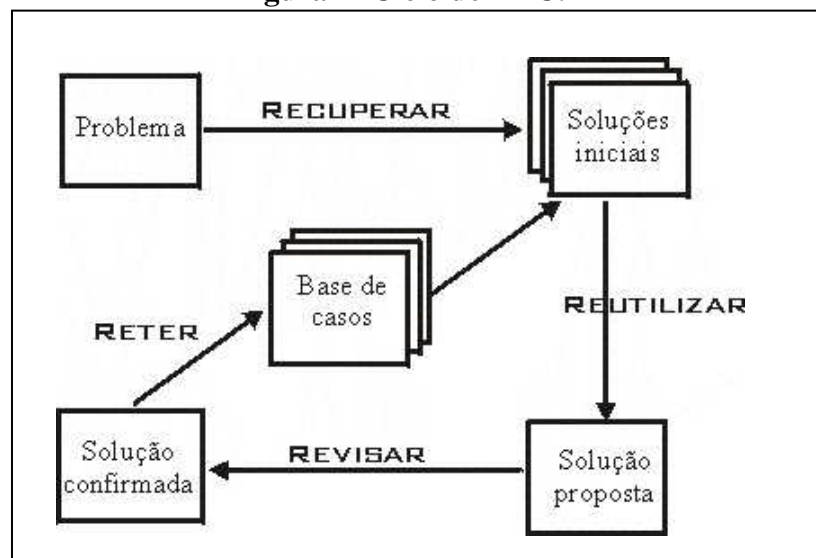 RECUPERAR
Problema
Soluções
iniciais
Base de
casos
REUTILIZAR
RETER
Solução
confirmada
REVISAR
Solução
proposta